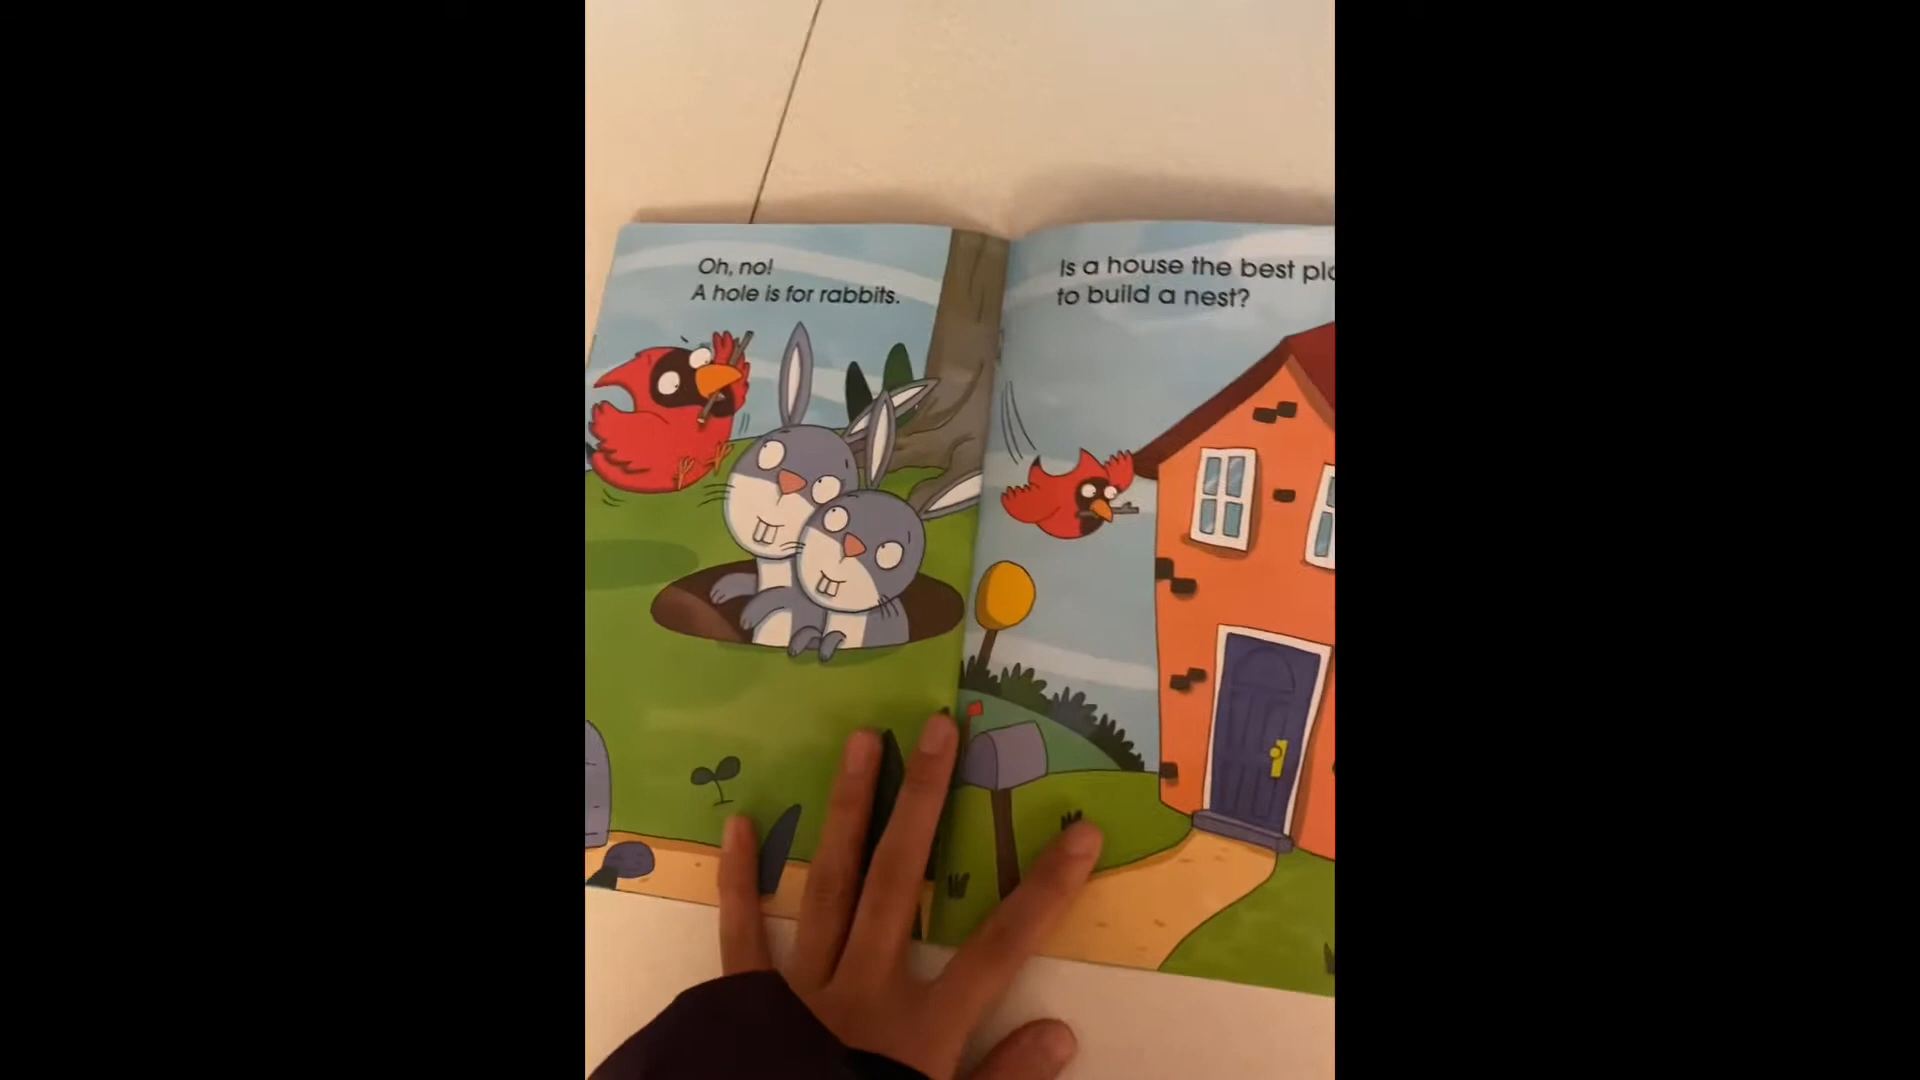 Oh, no!
A hole is for rabbits.
Is a house the best
to build a nest?